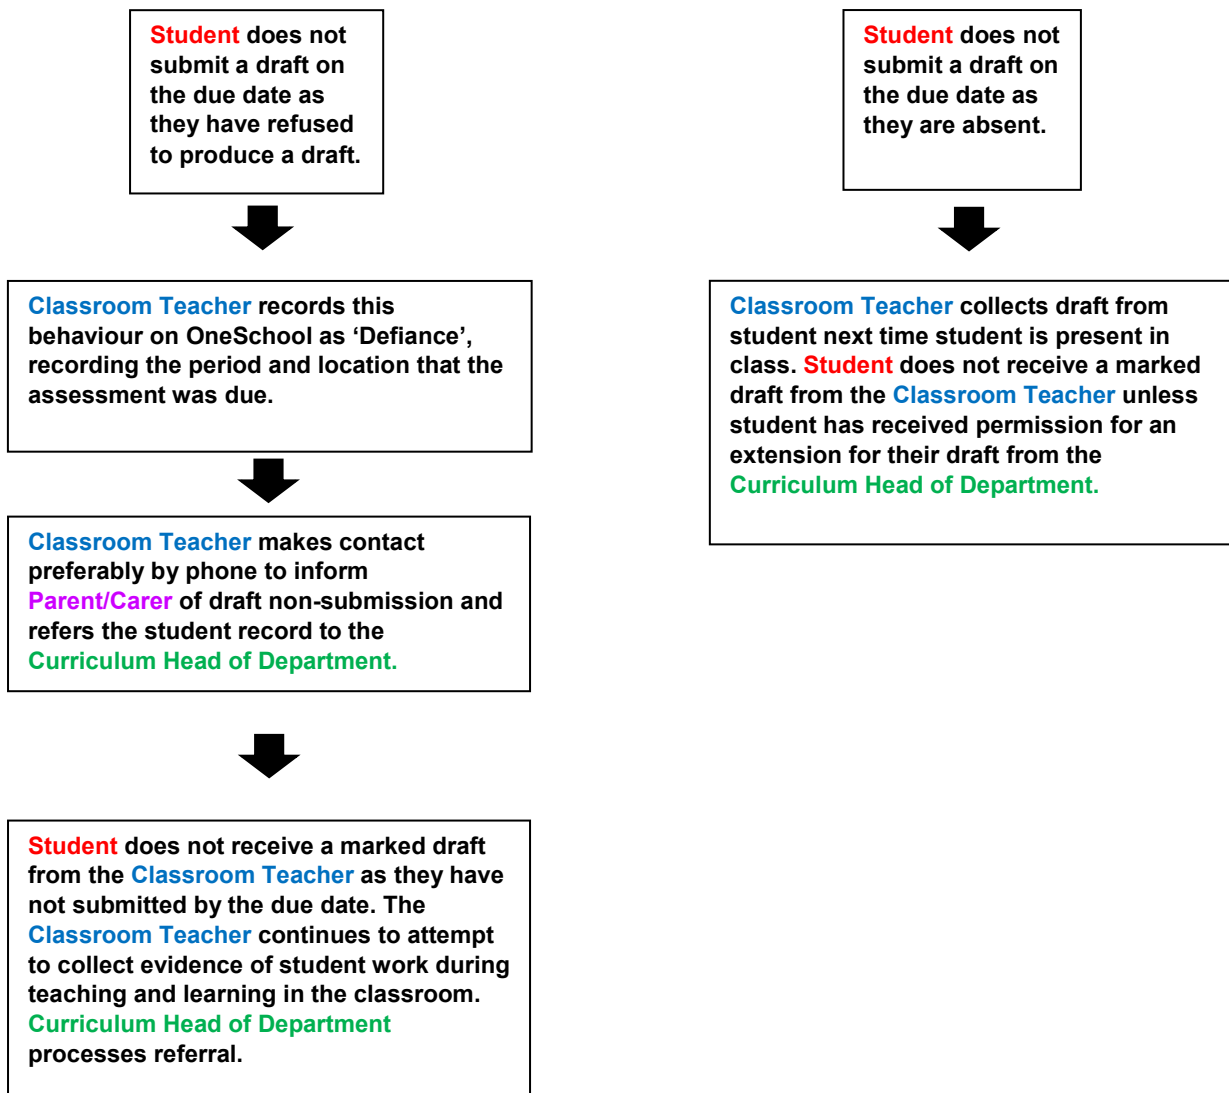 Student does not
submit a draft on
the due date as
they have refused
to produce a draft.
Classroom Teacher records this
behaviour on OneSchool as ‘Defiance’,
recording the period and location that the
assessment was due.
Classroom Teacher makes contact
preferably by phone to inform
Parent/Carer of draft non-submission and
refers the student record to the
Curriculum Head of Department.
Student does not receive a marked draft
from the Classroom Teacher as they have
not submitted by the due date. The
Classroom Teacher continues to attempt
to collect evidence of student work during
teaching and learning in the classroom.
Curriculum Head of Department
processes referral.
Student does not
submit a draft on
the due date as
they are absent.
Classroom Teacher collects draft from
student next time student is present in
class. Student does not receive a marked
draft from the Classroom Teacher unless
student has received permission for an
extension for their draft from the
Curriculum Head of Department.